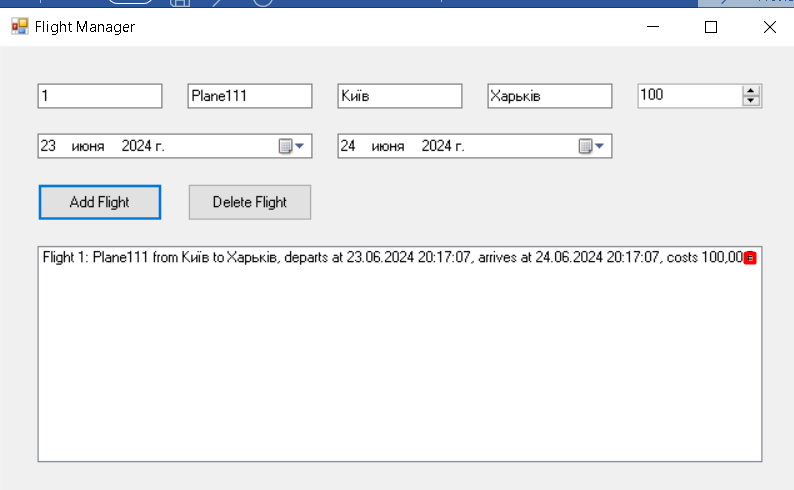 Flight Manager
1 Plane111 Київ Харьків 100
23 июня 2024 г. 24 июня 2024 г.
Add Flight Delete Flight
Flight 1: Plane111 from Київ to Харьків, departs at 23.06.2024 20:17:07, arrives at 24.06.2024 20:17:07, costs 100,00